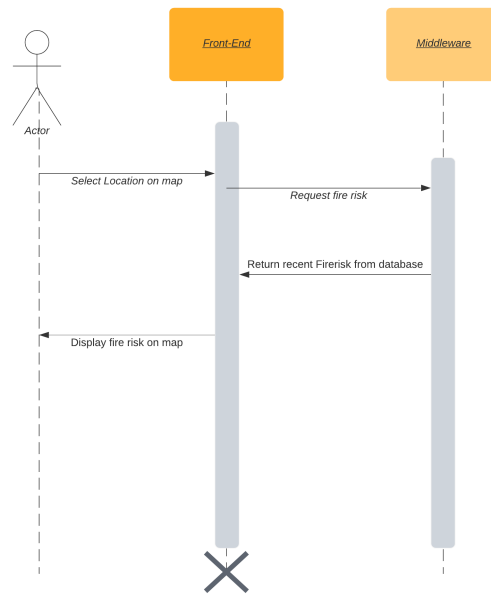 Front-End
Middleware
Actor
Select Location on map
Request fire risk
Return recent Firerisk from database
Display fire risk on map